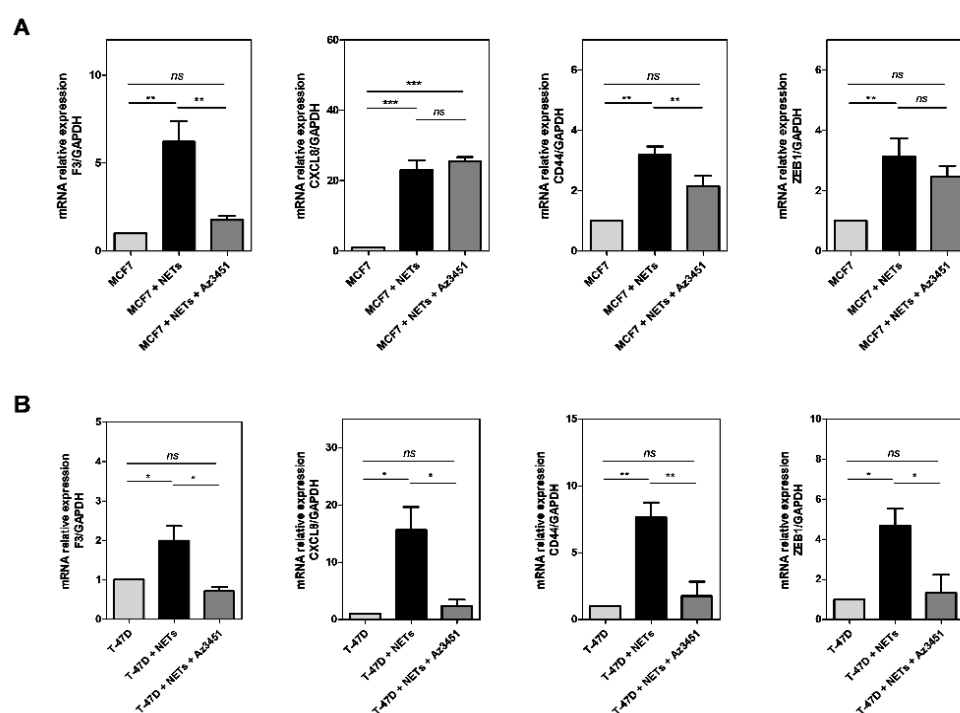 A
mRNA relative expression
F3/GAPDH
10
5
0
ns
**
**
MCF7
MCF7 + NETs
MCF7 + NETs + Az3451
mRNA relative expression
CXCL8/GAPDH
60
40
20
0
***
***
ns
MCF7
MCF7 + NETs
MCF7 + NETs + Az3451
mRNA relative expression
CD44/GAPDH
6
4
2
0
ns
**
**
MCF7
MCF7 + NETs
MCF7 + NETs + Az3451
mRNA relative expression
ZEB1/GAPDH
6
4
2
0
ns
**
ns
MCF7
MCF7 + NETs
MCF7 + NETs + Az3451
B
mRNA relative expression
F3/GAPDH
5
4
3
2
1
0
ns
*
*
T-47D
T-47D + NETs
T-47D + NETs + Az3451
mRNA relative expression
CXCL8/GAPDH
30
20
10
0
ns
*
*
T-47D
T-47D + NETs
T-47D + NETs + Az3451
mRNA relative expression
CD44/GAPDH
15
10
5
0
ns
**
**
T-47D
T-47D + NETs
T-47D + NETs + Az3451
mRNA relative expression
ZEB1/GAPDH
10
8
6
4
2
0
ns
*
*
T-47D
T-47D + NETs
T-47D + NETs + Az3451